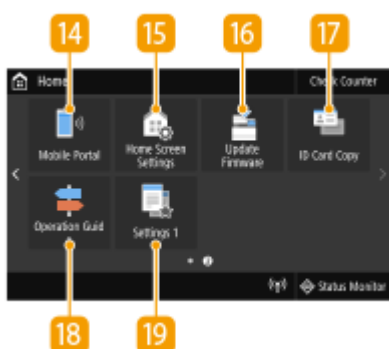 14 15 16 17
Home Check Counter
Mobile Portal Home Screen Update ID Card Copy
Settings Firmware
Operation Guid Settings 1
Status Monitor
18 19